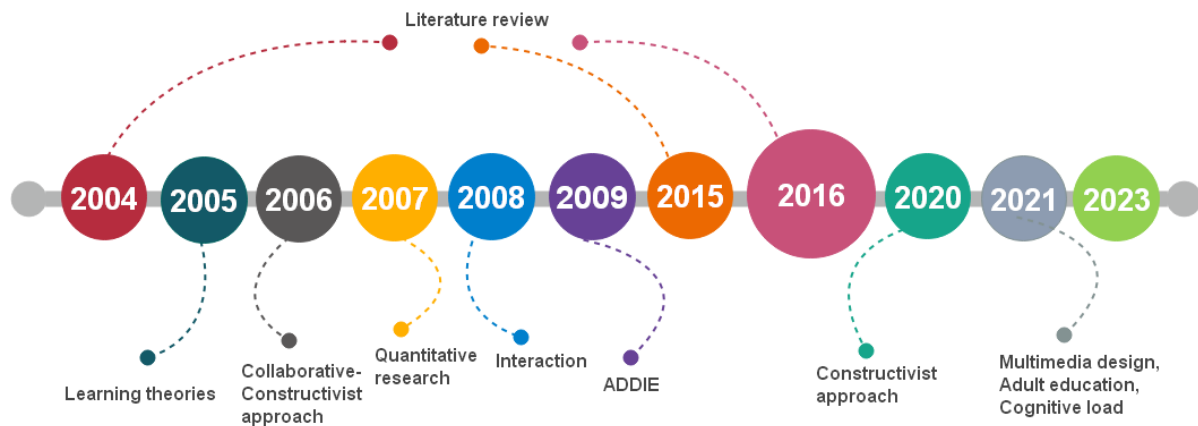 Literature review
2004
2005
2006
2007
2008
2009
2015
2016
2020
2021
2023
Learning theories
Collaborative-
Constructivist
approach
Quantitative
research
Interaction
ADDIE
Constructivist
approach
Multimedia design,
Adult education,
Cognitive load